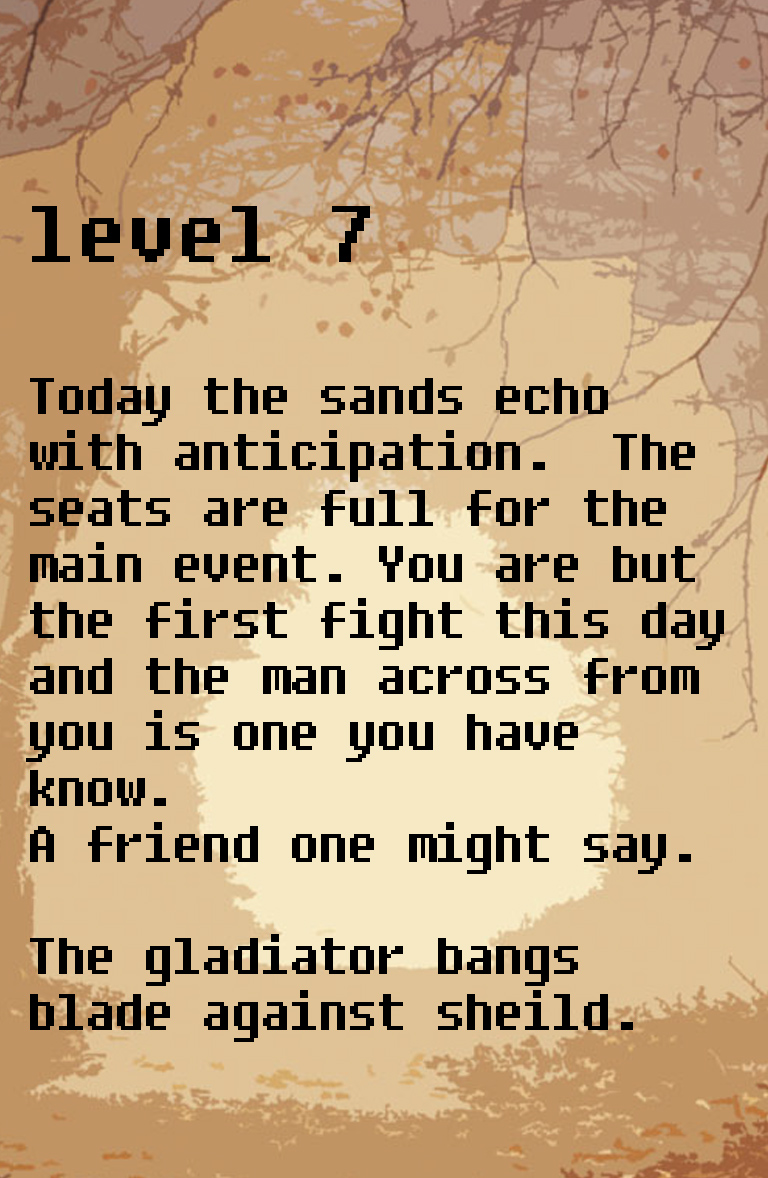 level 7
Today the sands echo
with anticipation.  The
seats are full for the
main event. You are but
the first fight this day
and the man across from
you is one you have
know.
A friend one might say.
The gladiator bangs
blade against sheild.